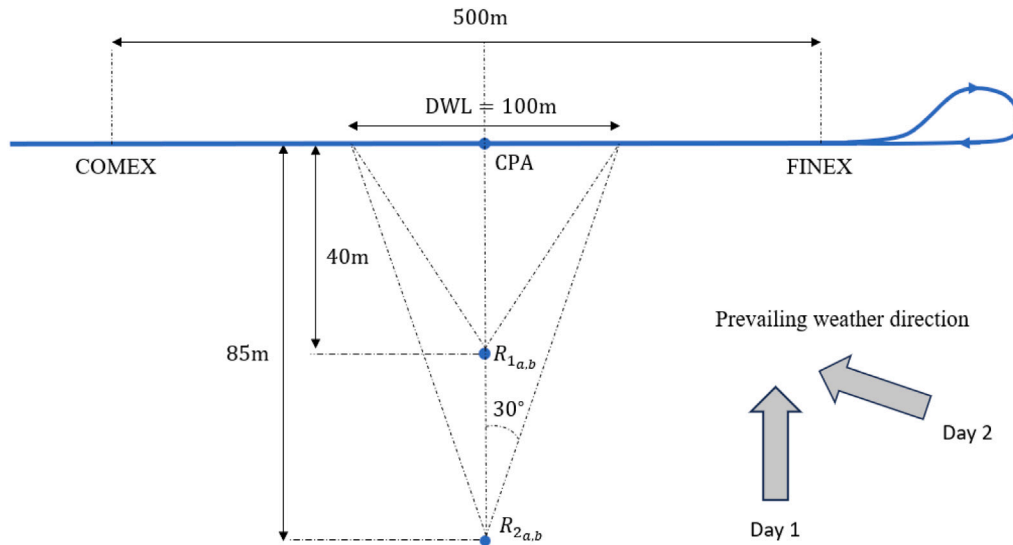 500m
DWL = 100m
COMEX
CPA
FINEX
40m
Prevailing weather direction
85m
R₁ₐ,b
30°
Day 2
R₂ₐ,b
Day 1